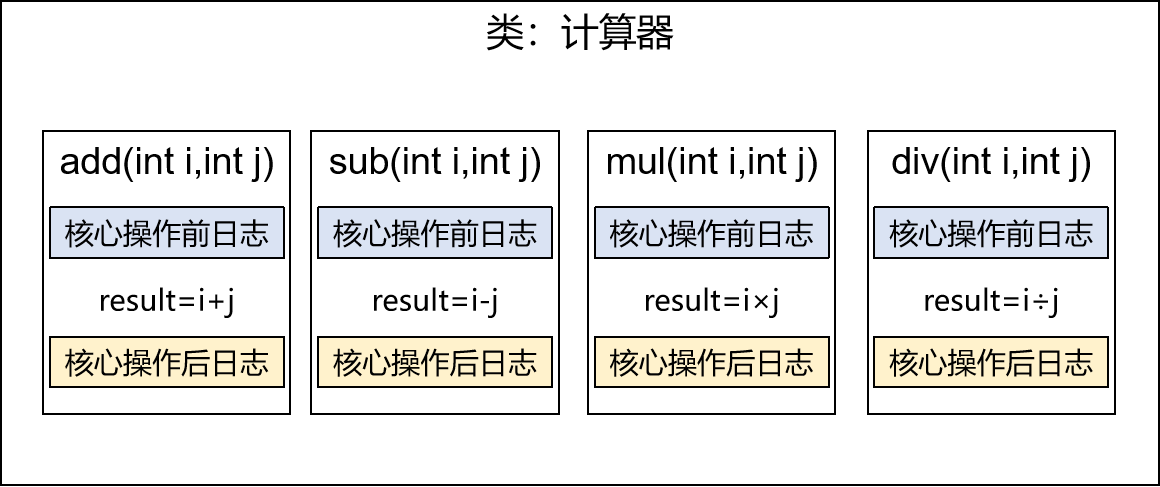 类：计算器
add(int i,int j)
核心操作前日志
result=i+j
核心操作后日志
sub(int i,int j)
核心操作前日志
result=i-j
核心操作后日志
mul(int i,int j)
核心操作前日志
result=i×j
核心操作后日志
div(int i,int j)
核心操作前日志
result=i÷j
核心操作后日志